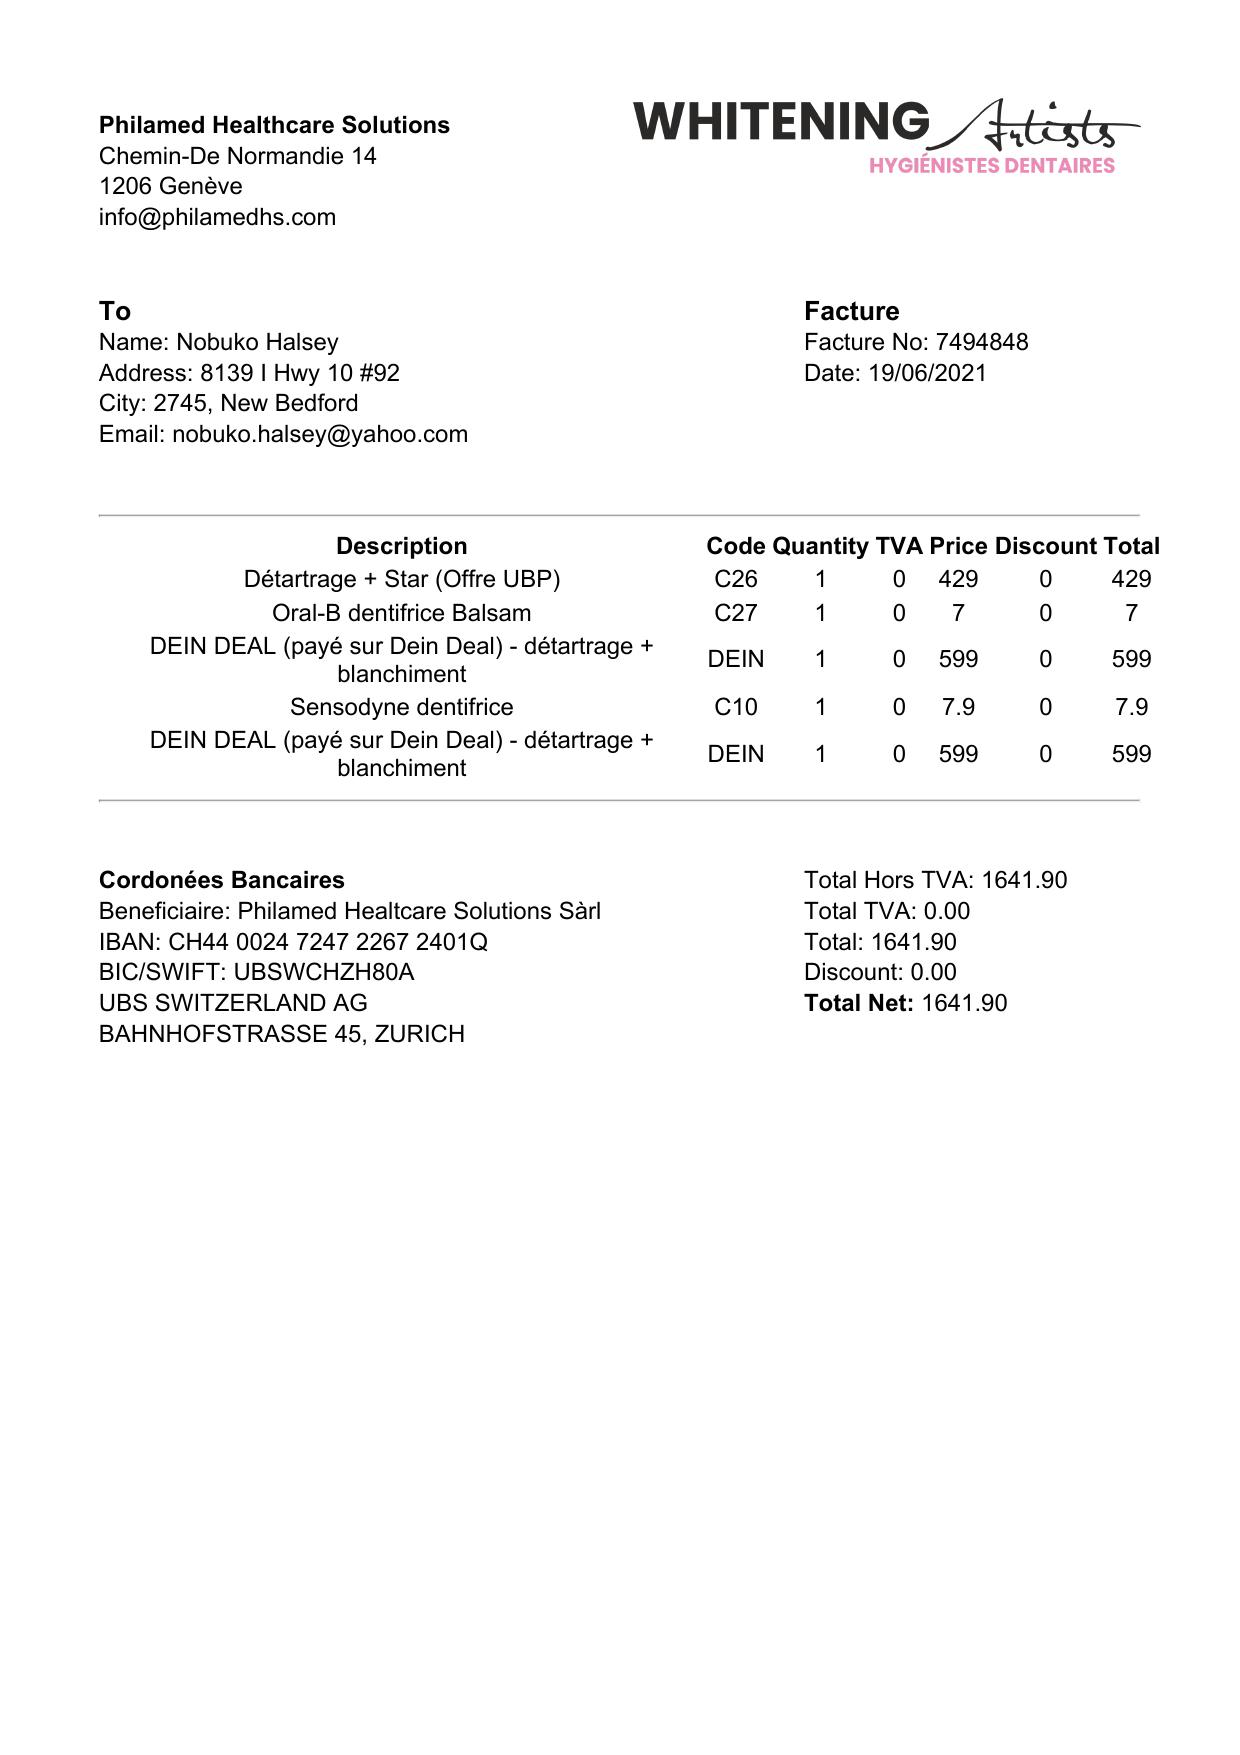 Philamed Healthcare Solutions
Chemin-De Normandie 14
1206 Genève
info@philamedhs.com
WHITENING Artists
HYGIÉNISTES DENTAIRES
To
Name: Nobuko Halsey
Address: 8139 I Hwy 10 #92
City: 2745, New Bedford
Email: nobuko.halsey@yahoo.com
Facture
Facture No: 7494848
Date: 19/06/2021
Description Code Quantity TVA Price Discount Total
Détartrage + Star (Offre UBP) C26 1 0 429 0 429
Oral-B dentifrice Balsam C27 1 0 7 0 7
DEIN DEAL (payé sur Dein Deal) - détartrage +
blanchiment DEIN 1 0 599 0 599
Sensodyne dentifrice C10 1 0 7.9 0 7.9
DEIN DEAL (payé sur Dein Deal) - détartrage +
blanchiment DEIN 1 0 599 0 599
Cordonées Bancaires
Beneficiaire: Philamed Healtcare Solutions Sàrl
IBAN: CH44 0024 7247 2267 2401Q
BIC/SWIFT: UBSWCHZH80A
UBS SWITZERLAND AG
BAHNHOFSTRASSE 45, ZURICH
Total Hors TVA: 1641.90
Total TVA: 0.00
Total: 1641.90
Discount: 0.00
Total Net: 1641.90